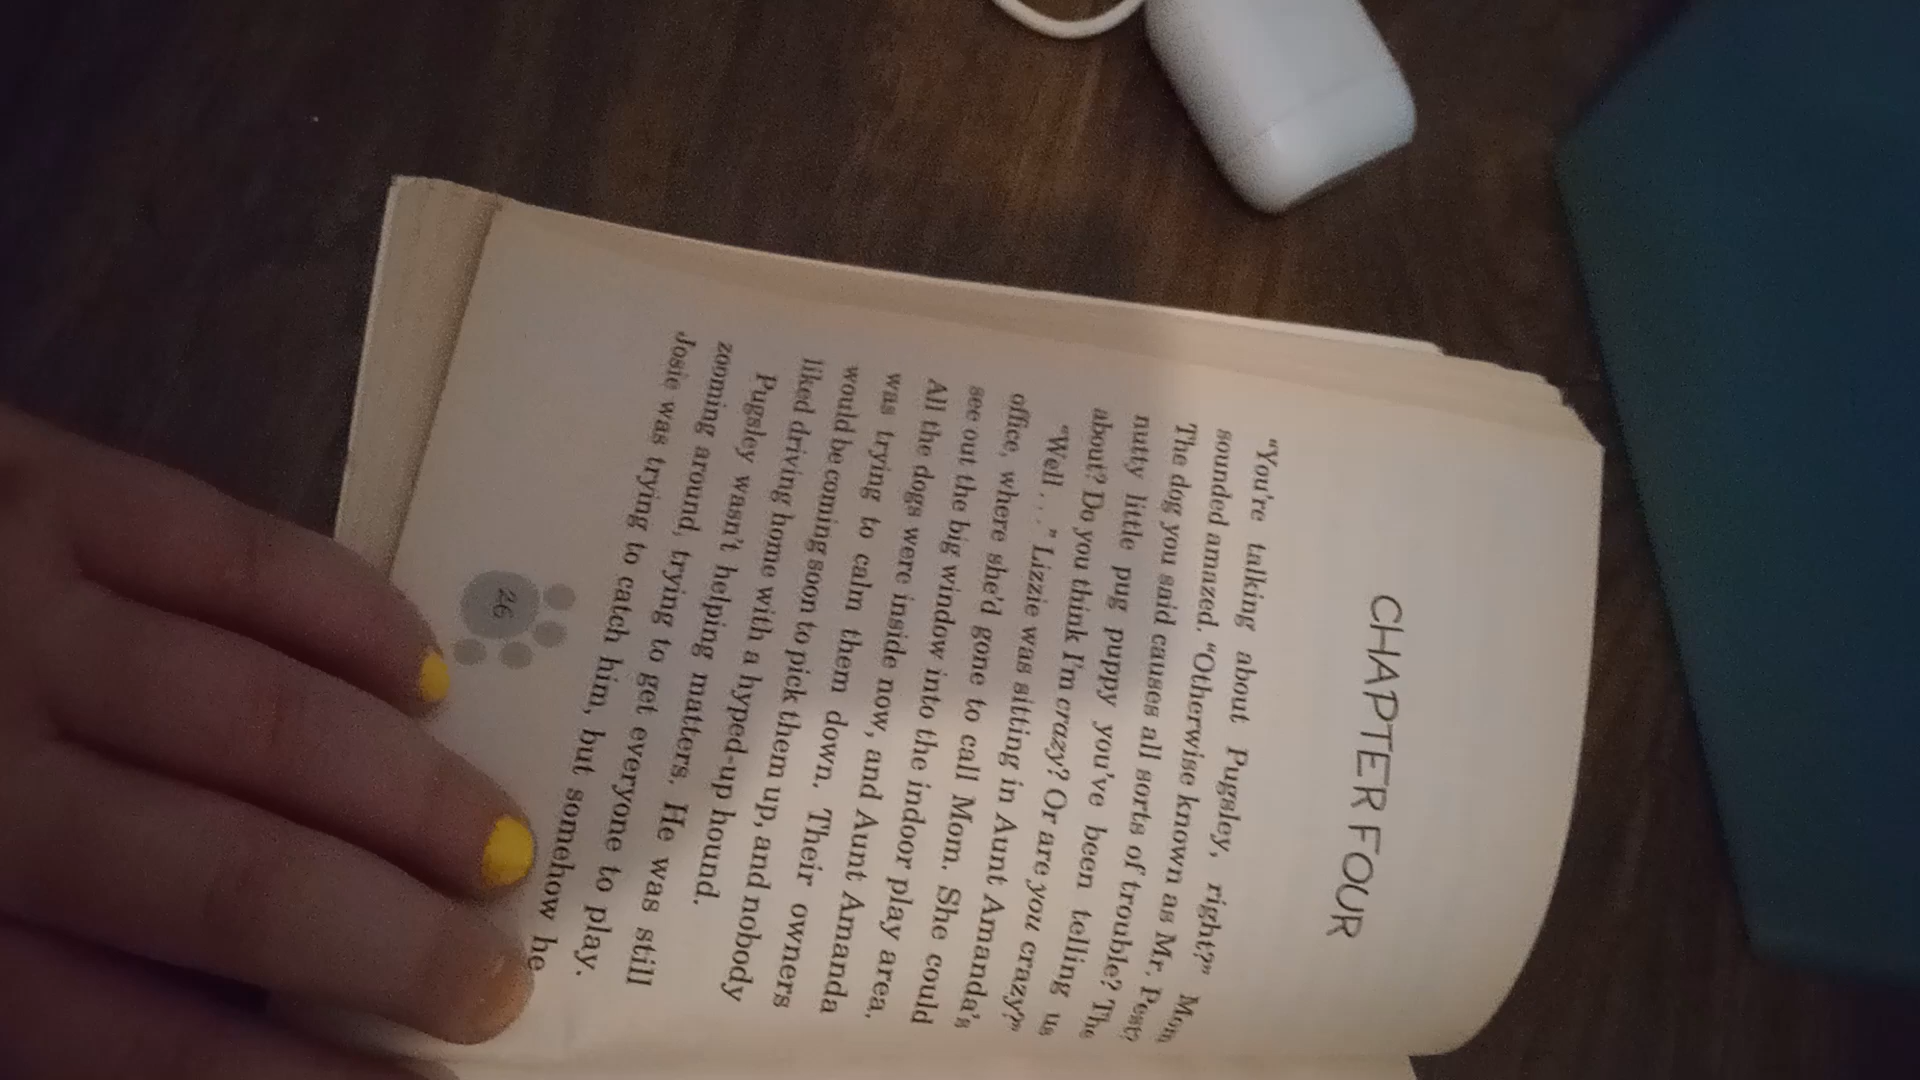 CHAPTER FOUR
“You’re talking about Pugsley, right?” Mom
sounded amazed. “Otherwise known as Mr. Pest?
The dog you said causes all sorts of trouble? The
nutty little pug puppy you’ve been telling us
about? Do you think I’m crazy? Or are you crazy?”
“Well . . .” Lizzie was sitting in Aunt Amanda’s
office, where she’d gone to call Mom. She could
see out the big window into the indoor play area.
All the dogs were inside now, and Aunt Amanda
was trying to calm them down. Their owners
would be coming soon to pick them up, and nobody
liked driving home with a hyped-up hound.
Pugsley wasn’t helping matters. He was still
zooming around, trying to get everyone to play.
Josie was trying to catch him, but somehow he
26